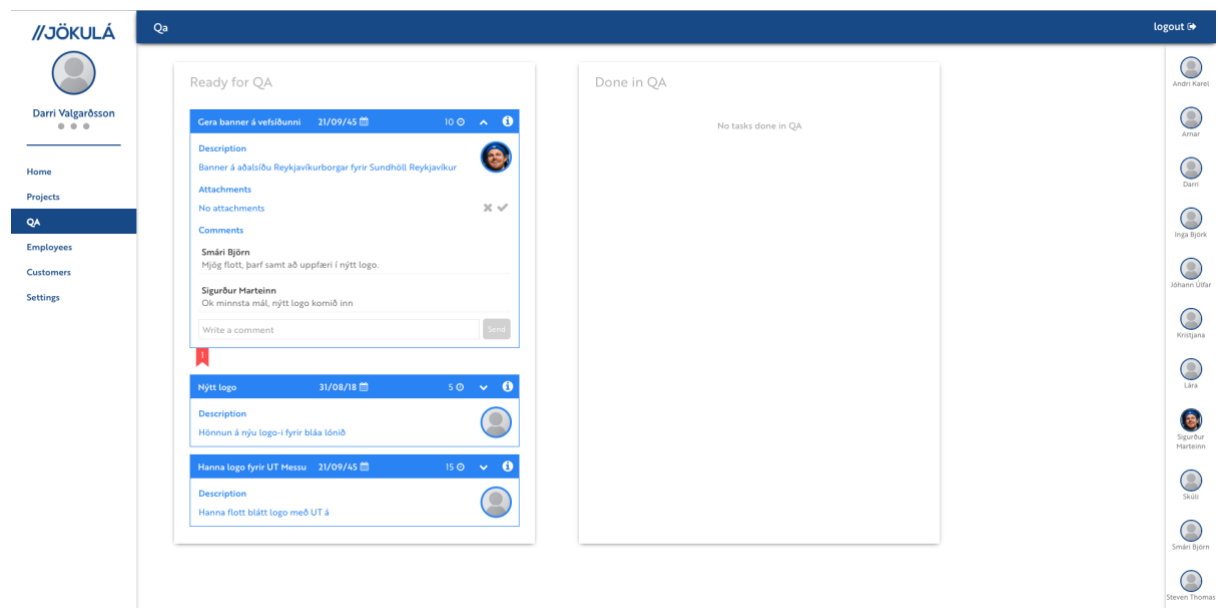 //JÖKULÁ
Darri Valgarðsson
Home
Projects
QA
Employees
Customers
Settings
Qa
logout
Ready for QA
Gera banner á vefsíðunni 21/09/45 10
Description
Banner á aðalsíðu Reykjavíkurborgar fyrir Sundhöll Reykjavíkur
Attachments
No attachments
Comments
Smári Björn
Mjög flott, þarf samt að uppfæri í nýtt logo.
Sigurður Marteinn
Ok minnsta mál, nýtt logo komið inn
Write a comment Send
1
Nýtt logo 31/08/18 5
Description
Hönnun á nýu logo-i fyrir bláa lónið
Hanna logo fyrir UT Messu 21/09/45 15
Description
Hanna flott blátt logo með UT á
Done in QA
No tasks done in QA
Andri Karel
Arnar
Darri
Inga Björk
Jóhann Úlfar
Kristjana
Lára
Sigurður
Marteinn
Skúli
Smári Björn
Steven Thomas